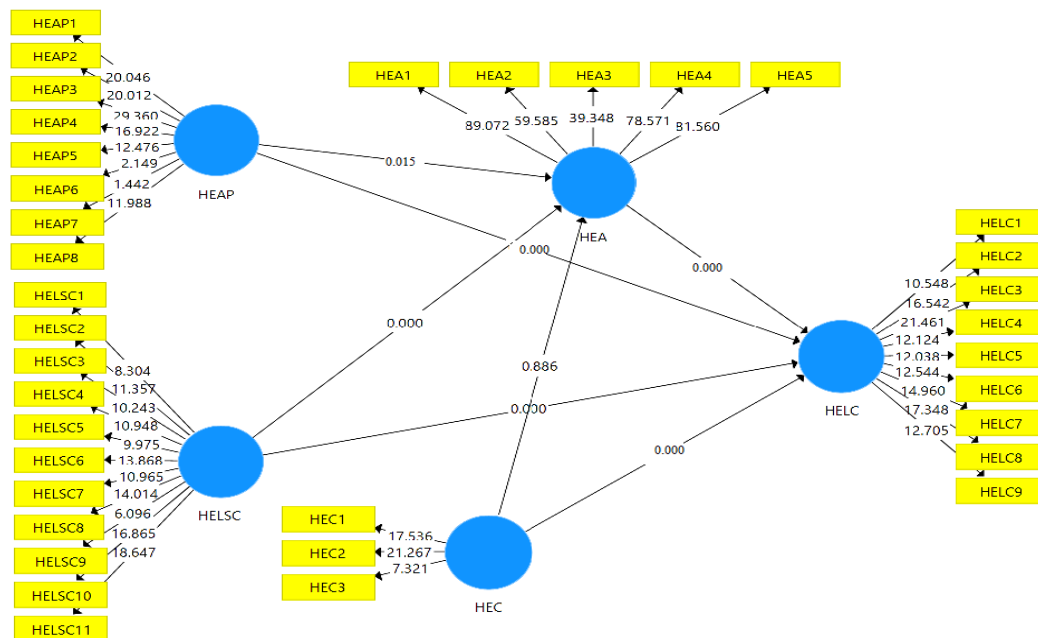 HEAP1
HEAP2
HEAP3
HEAP4
HEAP5
HEAP6
HEAP7
HEAP8
20.046
20.012
29.360
16.922
12.476
2.149
1.442
11.988
HEAP
HEA1
HEA2
HEA3
HEA4
HEA5
89.072
59.585
39.348
78.571
81.560
HEA
0.015
0.000
0.000
0.000
0.886
0.000
0.000
HELSC1
HELSC2
HELSC3
HELSC4
HELSC5
HELSC6
HELSC7
HELSC8
HELSC9
HELSC10
HELSC11
8.304
11.357
10.243
10.948
9.975
13.868
10.965
14.014
6.096
16.865
18.647
HELSC
HEC1
HEC2
HEC3
17.536
21.267
7.321
HEC
HELC1
HELC2
HELC3
HELC4
HELC5
HELC6
HELC7
HELC8
HELC9
10.548
16.542
21.461
12.124
12.038
12.544
14.960
17.348
12.705
HELC